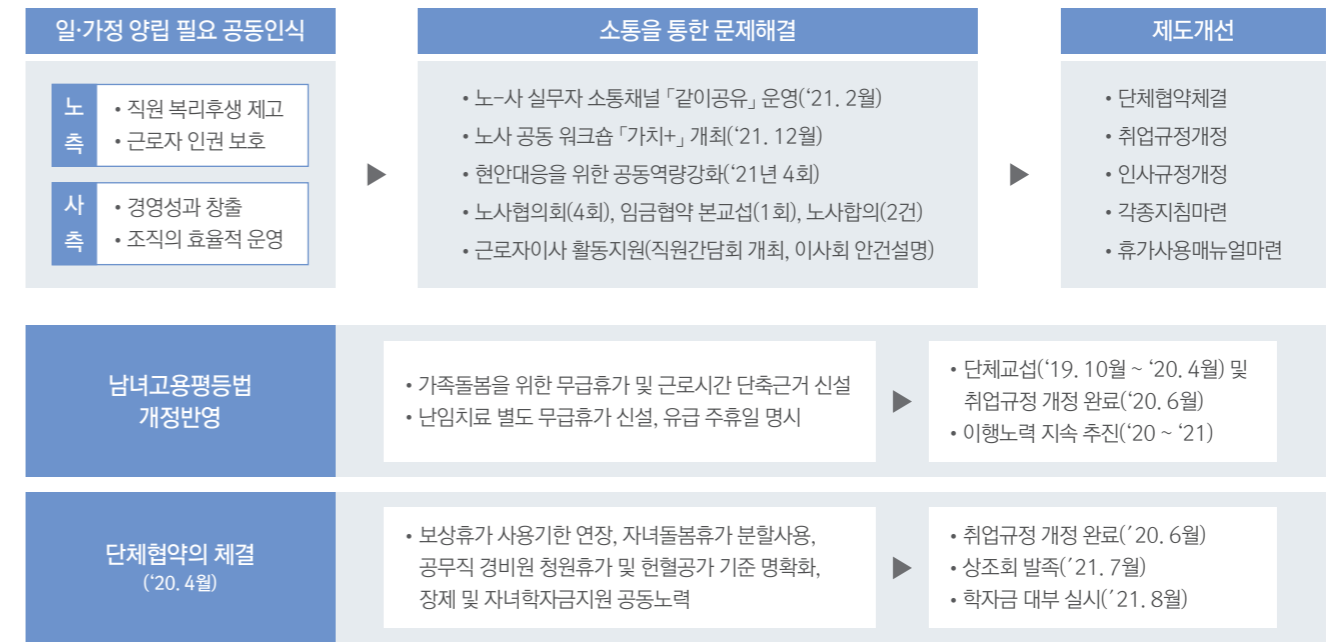 일·가정 양립 필요 공동인식
노측
• 직원 복리후생 제고
• 근로자 인권 보호
사측
• 경영성과 창출
• 조직의 효율적 운영
소통을 통한 문제해결
• 노-사 실무자 소통채널 「같이공유」 운영(‘21. 2월)
• 노사 공동 워크숍 「가치+」 개최(‘21. 12월)
• 현안대응을 위한 공동역량강화(‘21년 4회)
• 노사협의회(4회), 임금협약 본교섭(1회), 노사합의(2건)
• 근로자이사 활동지원(직원간담회 개최, 이사회 안건설명)
제도개선
• 단체협약체결
• 취업규정개정
• 인사규정개정
• 각종지침마련
• 휴가사용매뉴얼마련
남녀고용평등법
개정반영
• 가족돌봄을 위한 무급휴가 및 근로시간 단축근거 신설
• 난임치료 별도 무급휴가 신설, 유급 주휴일 명시
• 단체교섭(‘19. 10월 ~ ‘20. 4월) 및
취업규정 개정 완료(‘20. 6월)
• 이행노력 지속 추진(‘20 ~ ‘21)
단체협약의 체결
(‘20. 4월)
• 보상휴가 사용기한 연장, 자녀돌봄휴가 분할사용,
공무직 경비원 청원휴가 및 헌혈공가 기준 명확화,
장제 및 자녀학자금지원 공동노력
• 취업규정 개정 완료(′20. 6월)
• 상조회 발족(′21. 7월)
• 학자금 대부 실시(′21. 8월)